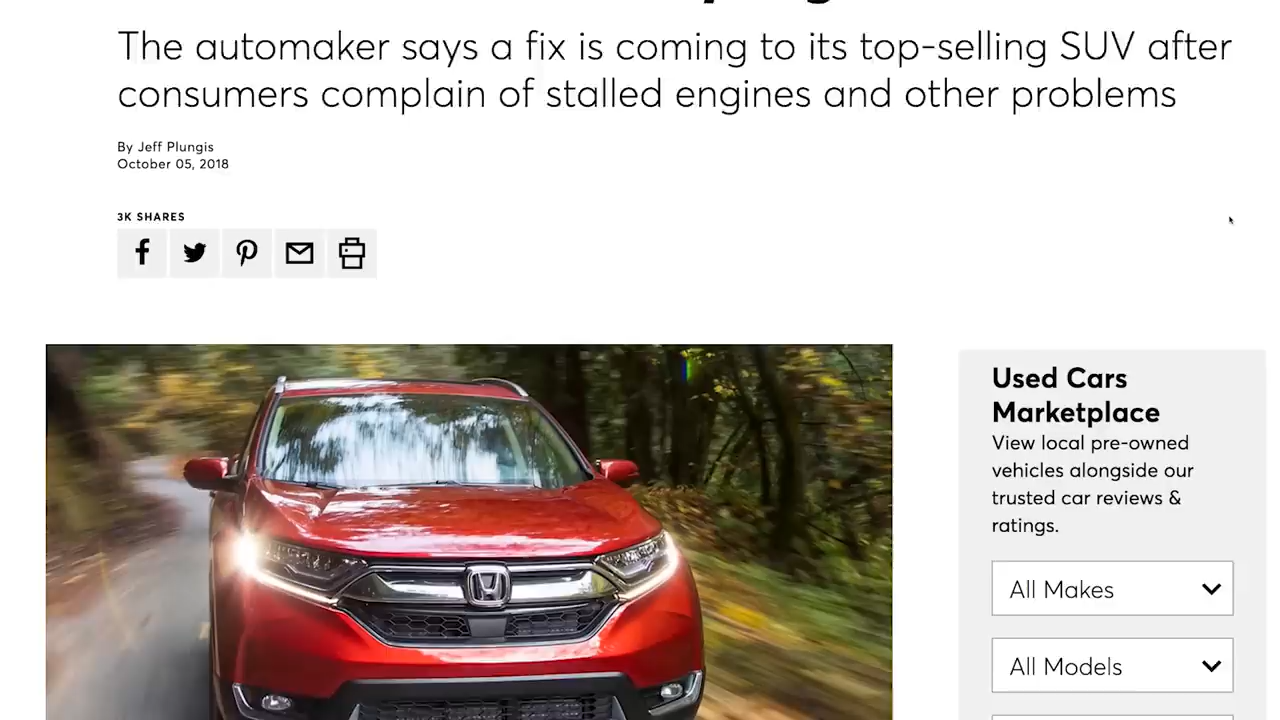 The automaker says a fix is coming to its top-selling SUV after
consumers complain of stalled engines and other problems
By Jeff Plungis
October 05, 2018
3K SHARES
Used Cars
Marketplace
View local pre-owned
vehicles alongside our
trusted car reviews &
ratings.
All Makes
All Models